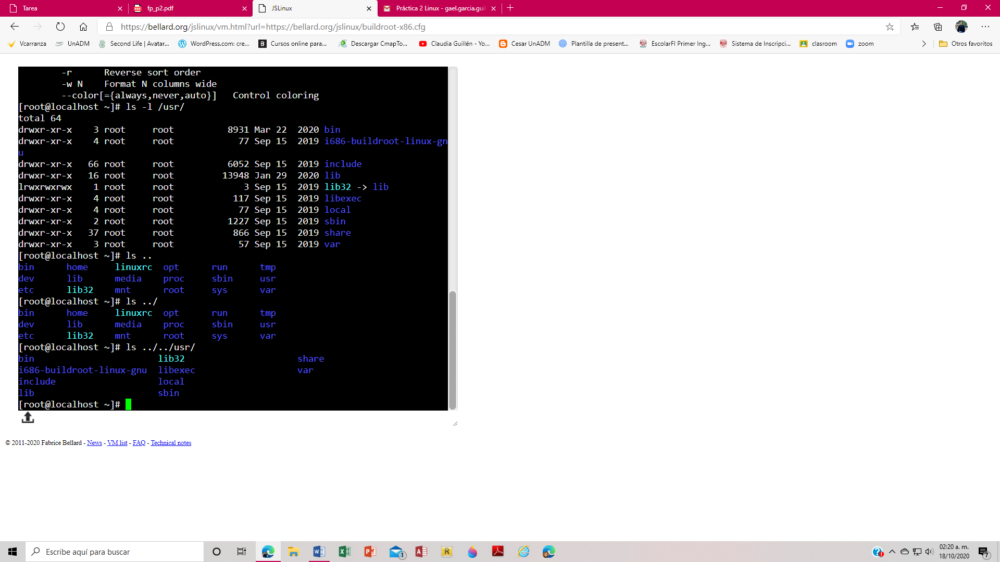 Tarea
fp_p2.pdf
JSLinux
Práctica 2 Linux - gael.garcia.gui
https://bellard.org/jslinux/vm.html?url=https://bellard.org/jslinux/buildroot-x86.cfg
Vcarranza UnADM Second Life | Avatar... WordPress.com: cre... Cursos online para... Descargar CmapTo... Claudia Guillén - Yo... Cesar UnADM Plantilla de present... EscolarFI Primer Ing... Sistema de Inscripci... clasroom zoom Otros favoritos
-r Reverse sort order
-w N Format N columns wide
--color[={always,never,auto}] Control coloring
[root@localhost ~]# ls -l /usr/
total 64
drwxr-xr-x 3 root root 8931 Mar 22 2020 bin
drwxr-xr-x 4 root root 77 Sep 15 2019 i686-buildroot-linux-gn
u
drwxr-xr-x 66 root root 6052 Sep 15 2019 include
drwxr-xr-x 16 root root 13948 Jan 29 2020 lib
lrwxrwxrwx 1 root root 3 Sep 15 2019 lib32 -> lib
drwxr-xr-x 4 root root 117 Sep 15 2019 libexec
drwxr-xr-x 4 root root 77 Sep 15 2019 local
drwxr-xr-x 2 root root 1227 Sep 15 2019 sbin
drwxr-xr-x 37 root root 866 Sep 15 2019 share
drwxr-xr-x 3 root root 57 Sep 15 2019 var
[root@localhost ~]# ls ..
bin home linuxrc opt run tmp
dev lib media proc sbin usr
etc lib32 mnt root sys var
[root@localhost ~]# ls ../
bin home linuxrc opt run tmp
dev lib media proc sbin usr
etc lib32 mnt root sys var
[root@localhost ~]# ls ../../usr/
bin lib32 share
i686-buildroot-linux-gnu libexec var
include local
lib sbin
[root@localhost ~]#
© 2011-2020 Fabrice Bellard - News - VM list - FAQ - Technical notes
Escribe aquí para buscar
02:20 a. m.
18/10/2020